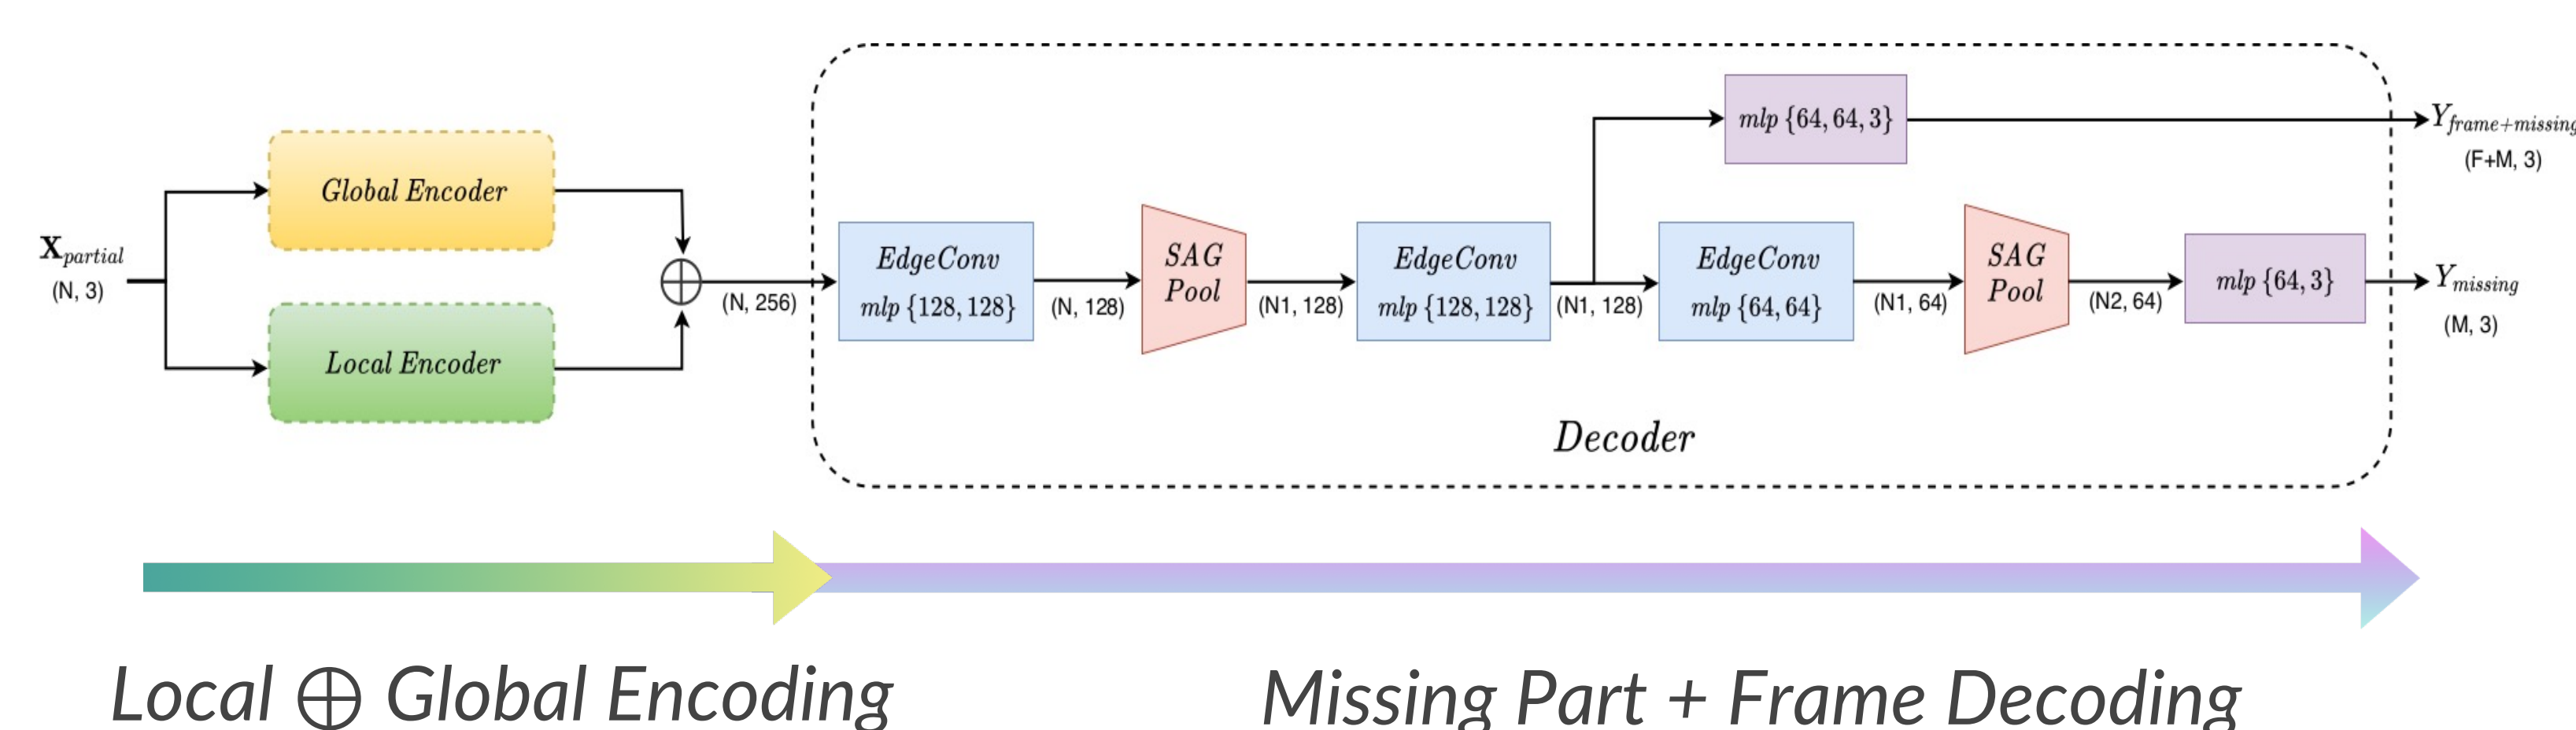 X_partial
(N, 3)
Global Encoder
Local Encoder
⊕
(N, 256)
EdgeConv
mlp {128, 128}
(N, 128)
SAG
Pool
(N1, 128)
EdgeConv
mlp {128, 128}
(N1, 128)
mlp {64, 64, 3}
Y_frame+missing
(F+M, 3)
EdgeConv
mlp {64, 64}
(N1, 64)
SAG
Pool
(N2, 64)
mlp {64, 3}
Y_missing
(M, 3)
Decoder
Local ⊕ Global Encoding
Missing Part + Frame Decoding